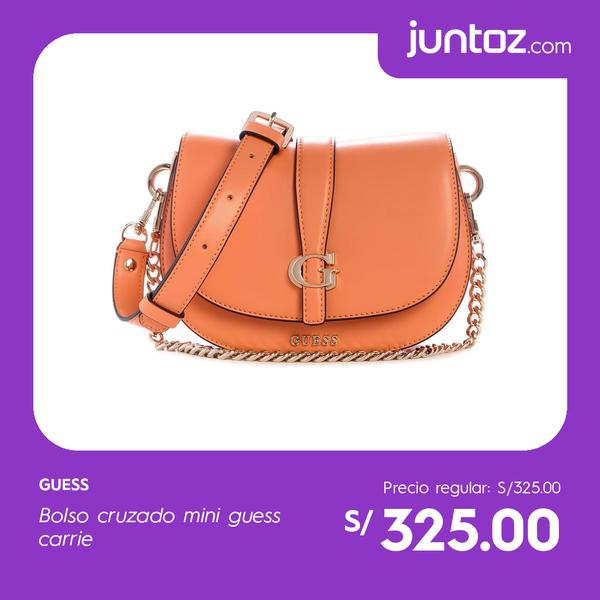 juntoz.com
G
GUESS
GUESS
Precio regular: S/325.00
Bolso cruzado mini guess
carrie
S/ 325.00